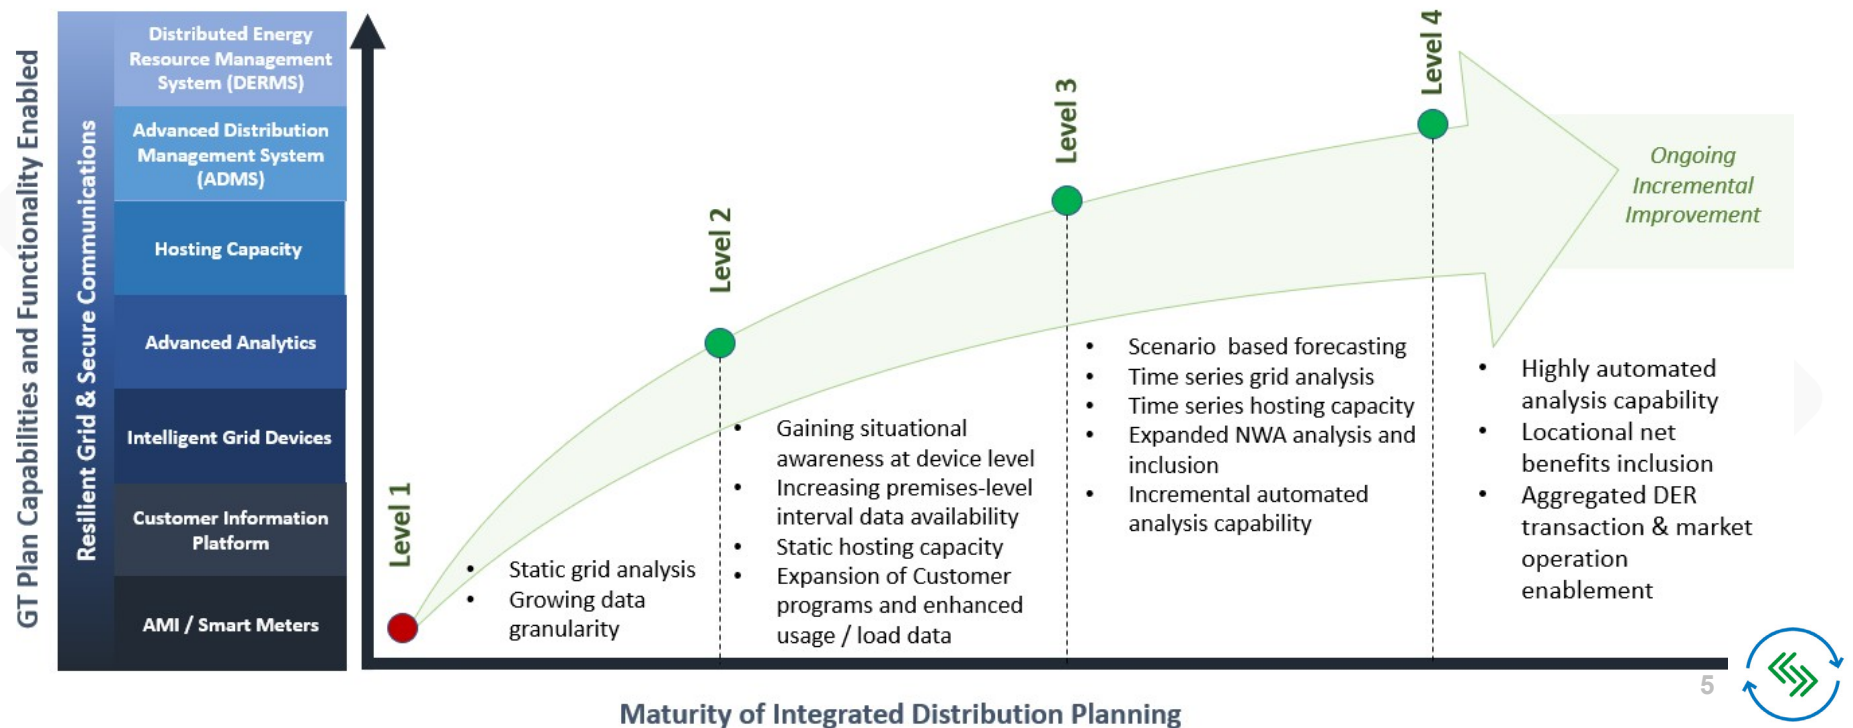 GT Plan Capabilities and Functionality Enabled
Resilient Grid & Secure Communications
Distributed Energy
Resource Management
System (DERMS)
Advanced Distribution
Management System
(ADMS)
Hosting Capacity
Advanced Analytics
Intelligent Grid Devices
Customer Information
Platform
AMI / Smart Meters
Level 1
• Static grid analysis
• Growing data
granularity
Level 2
• Gaining situational
awareness at device level
• Increasing premises-level
interval data availability
• Static hosting capacity
• Expansion of Customer
programs and enhanced
usage / load data
Level 3
• Scenario based forecasting
• Time series grid analysis
• Time series hosting capacity
• Expanded NWA analysis and
inclusion
• Incremental automated
analysis capability
Level 4
• Highly automated
analysis capability
• Locational net
benefits inclusion
• Aggregated DER
transaction & market
operation
enablement
Ongoing
Incremental
Improvement
Maturity of Integrated Distribution Planning
5